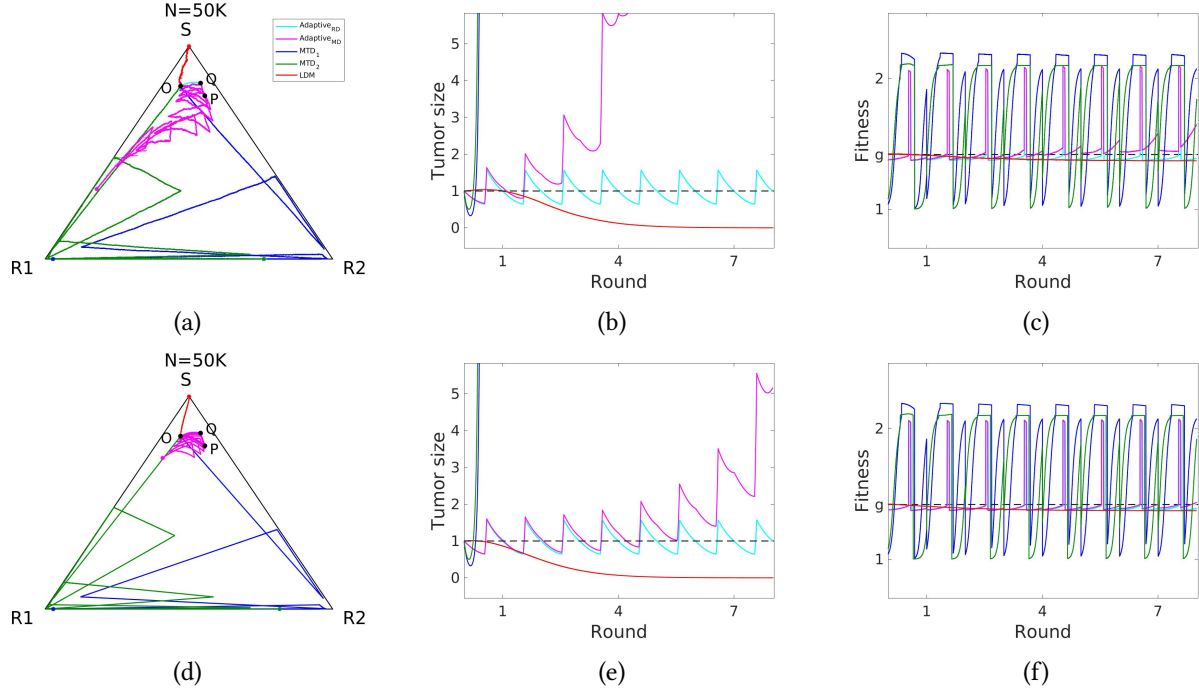 N=50K
S
Adaptive_RD
Adaptive_MD
MTD_1
MTD_2
LDM
O
Q
P
R1
R2
(a)
Tumor size
5
4
3
2
1
0
1
4
7
Round
(b)
Fitness
2
g
1
1
4
7
Round
(c)
N=50K
S
O
Q
P
R1
R2
(d)
Tumor size
5
4
3
2
1
0
1
4
7
Round
(e)
Fitness
2
g
1
1
4
7
Round
(f)